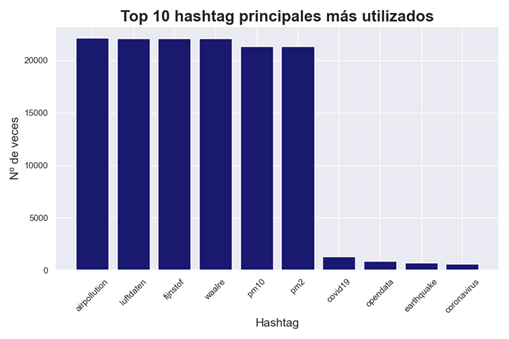 Top 10 hashtag principales más utilizados
Nº de veces
20000
15000
10000
5000
0
airpollution
luftdaten
fijnstof
waalre
pm10
pm2
covid19
opendata
earthquake
coronavirus
Hashtag